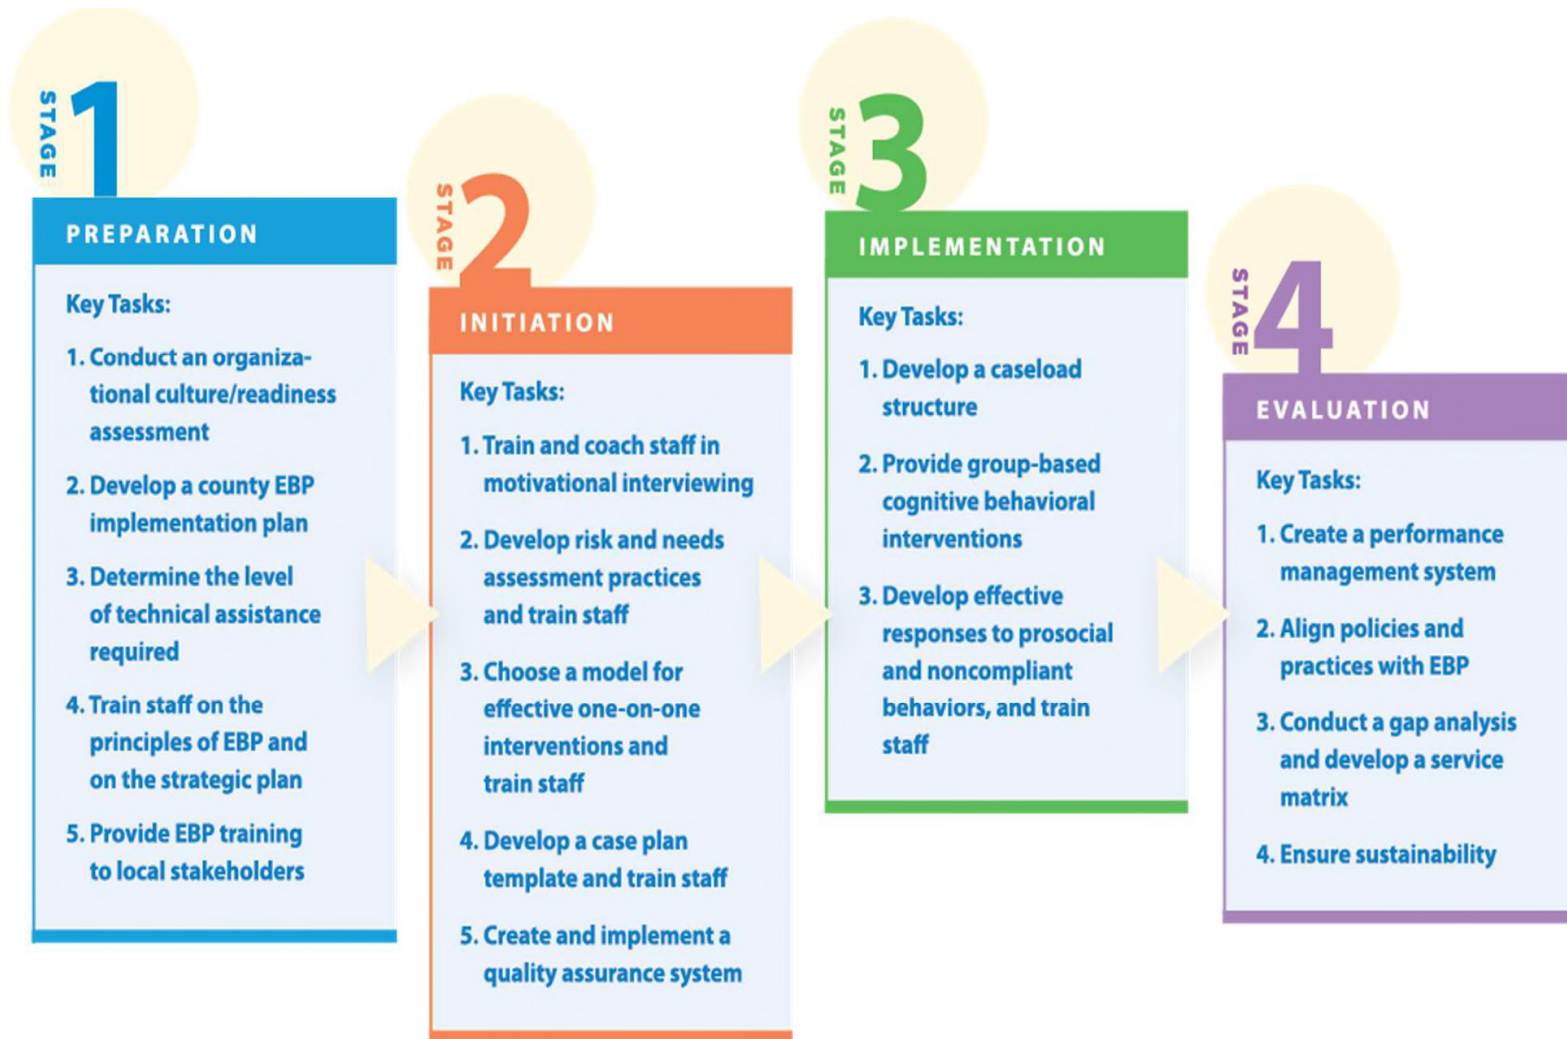 STAGE 1
PREPARATION
Key Tasks:
1. Conduct an organiza-
tional culture/readiness
assessment
2. Develop a county EBP
implementation plan
3. Determine the level
of technical assistance
required
4. Train staff on the
principles of EBP and
on the strategic plan
5. Provide EBP training
to local stakeholders
STAGE 2
INITIATION
Key Tasks:
1. Train and coach staff in
motivational interviewing
2. Develop risk and needs
assessment practices
and train staff
3. Choose a model for
effective one-on-one
interventions and
train staff
4. Develop a case plan
template and train staff
5. Create and implement a
quality assurance system
STAGE 3
IMPLEMENTATION
Key Tasks:
1. Develop a caseload
structure
2. Provide group-based
cognitive behavioral
interventions
3. Develop effective
responses to prosocial
and noncompliant
behaviors, and train
staff
STAGE 4
EVALUATION
Key Tasks:
1. Create a performance
management system
2. Align policies and
practices with EBP
3. Conduct a gap analysis
and develop a service
matrix
4. Ensure sustainability